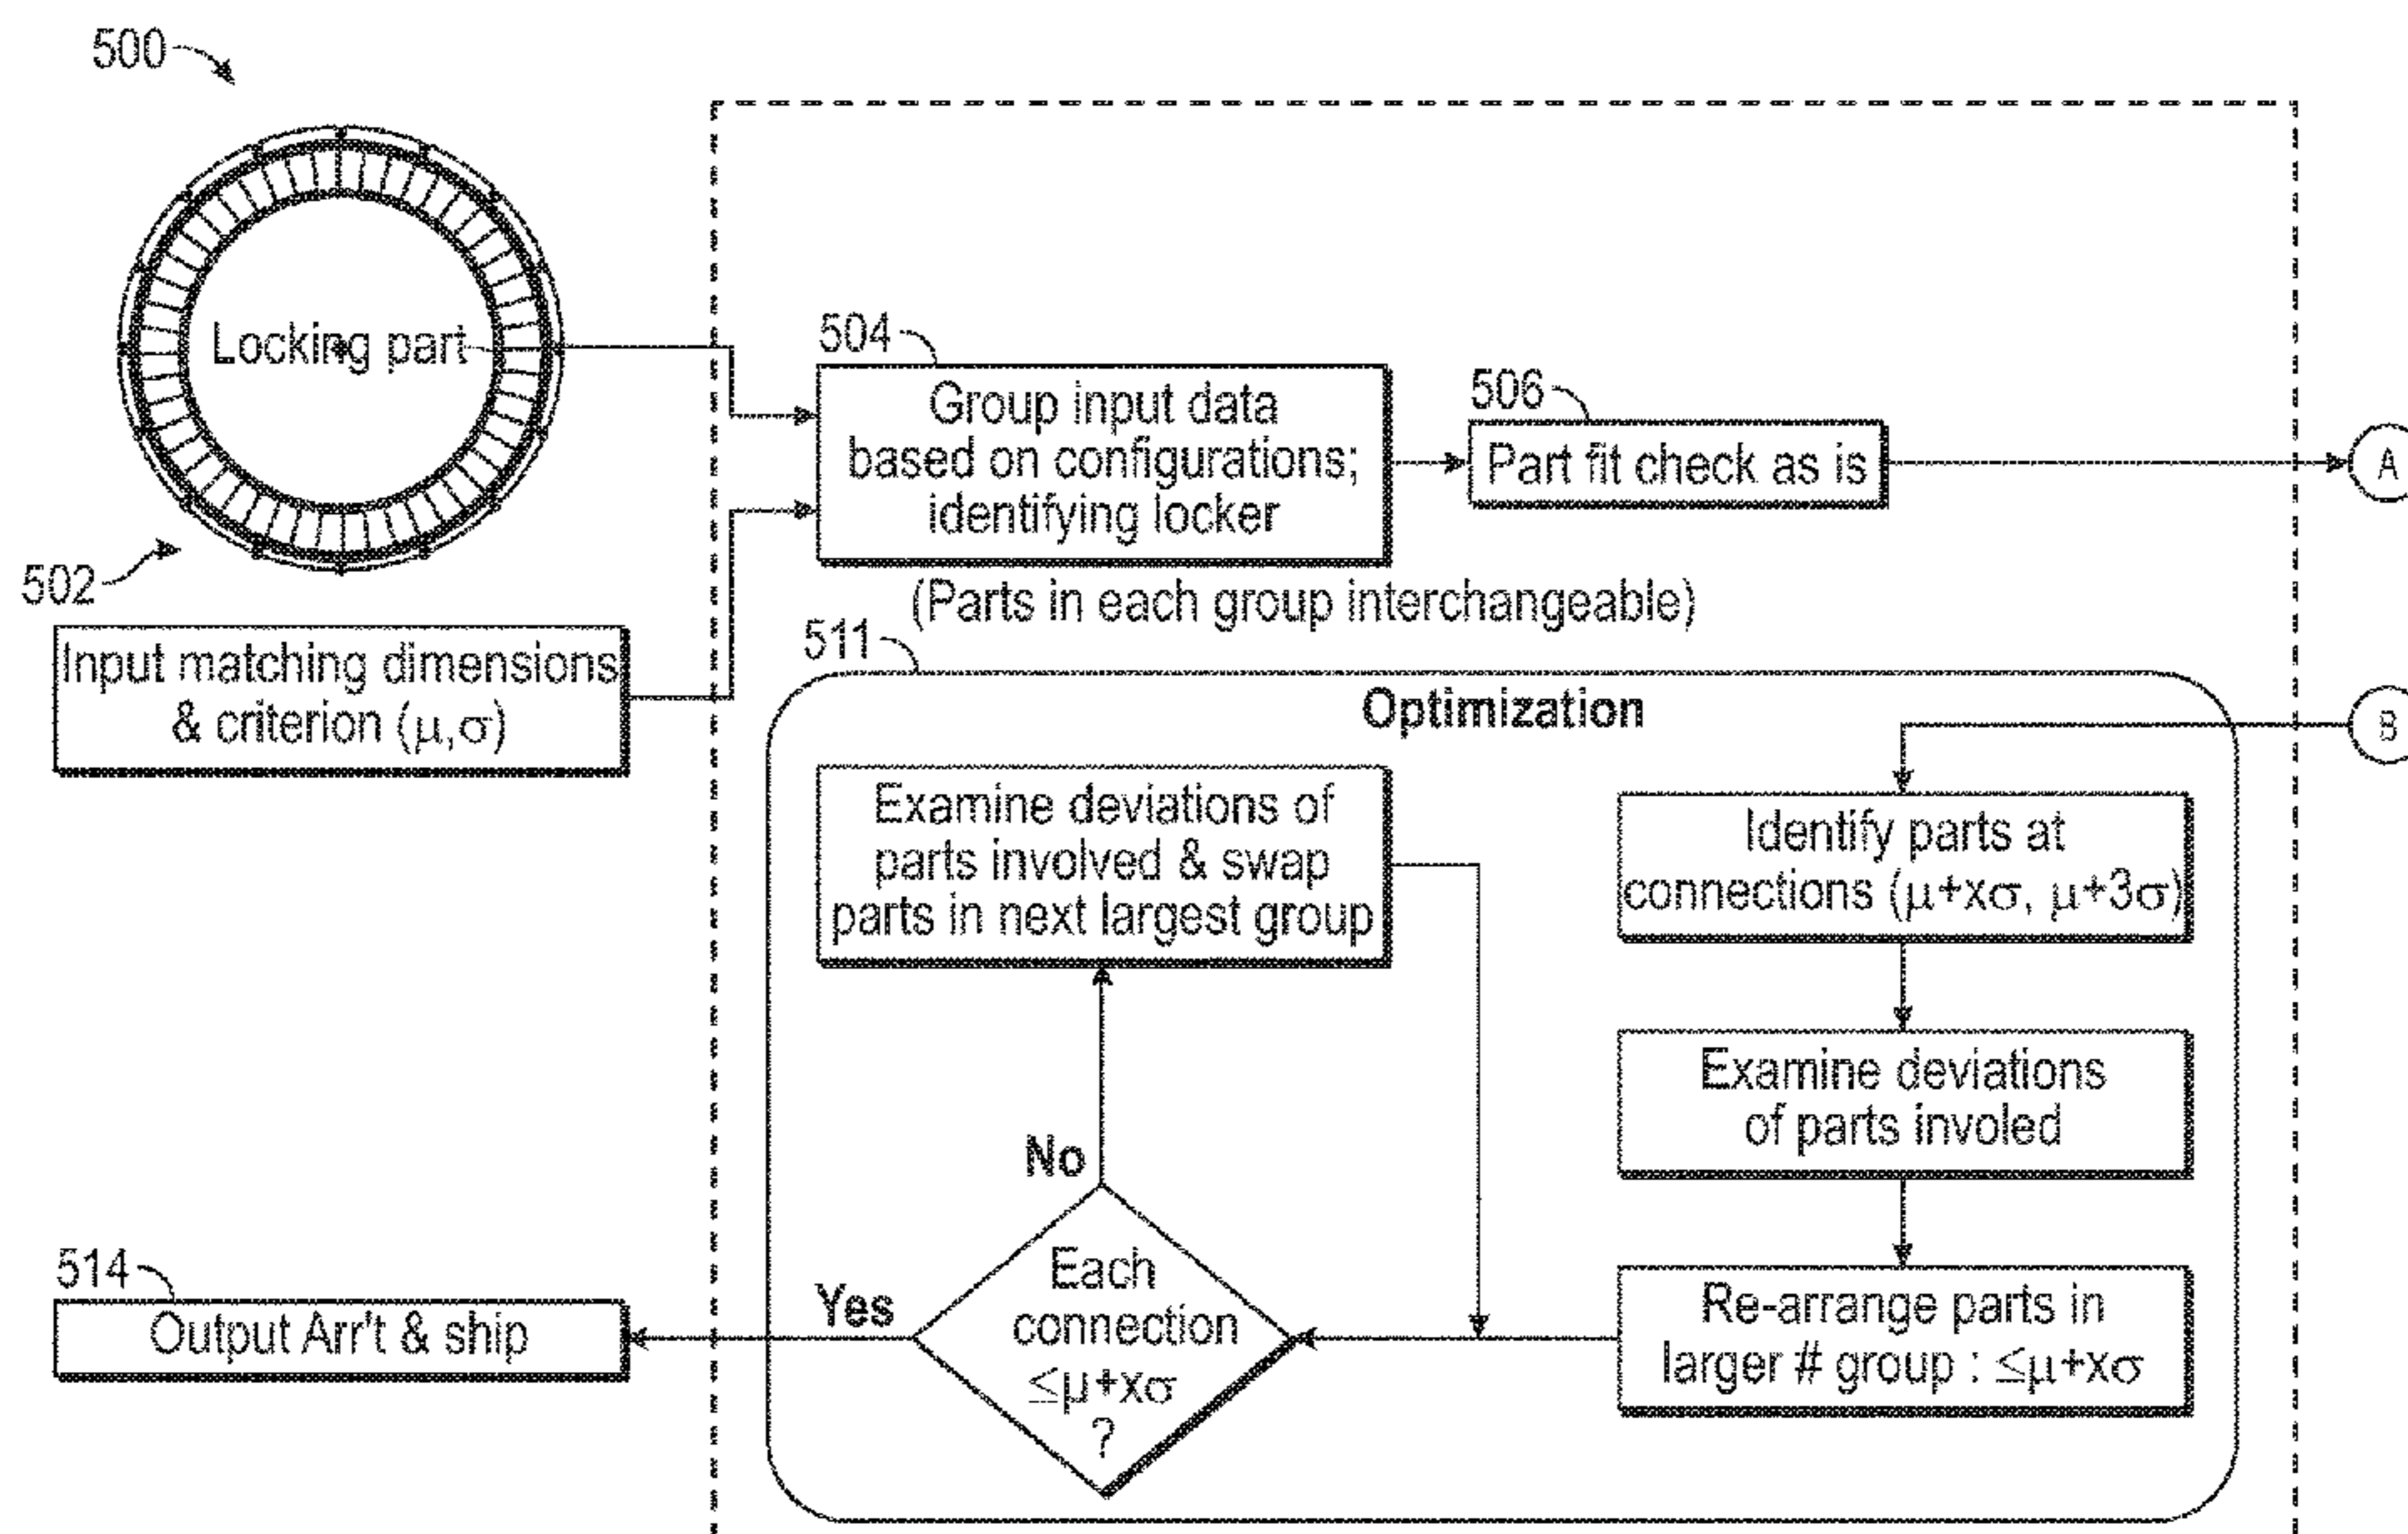 500
Locking part
502
Input matching dimensions
& criterion (μ,σ)
504
Group input data
based on configurations;
identifying locker
(Parts in each group interchangeable)
506
Part fit check as is
A
511
Optimization
B
Identify parts at
connections (μ+xσ, μ+3σ)
Examine deviations
of parts involed
Re-arrange parts in
larger # group : ≤μ+xσ
Examine deviations of
parts involved & swap
parts in next largest group
No
Each
connection
≤μ+xσ
?
Yes
514
Output Arr't & ship